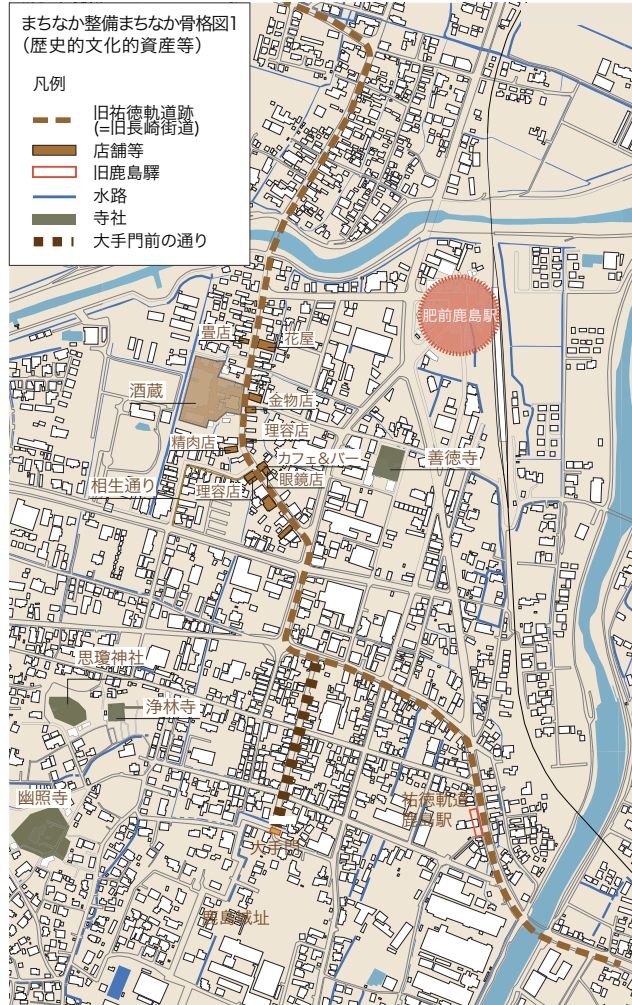 まちなか整備まちなか骨格図1
（歴史的文化的資産等）
凡例
旧祐徳軌道跡
(=旧長崎街道)
店舗等
旧鹿島驛
水路
寺社
大手門前の通り
肥前鹿島駅
畳店
花屋
酒蔵
金物店
理容店
精肉店
カフェ&バー
善徳寺
眼鏡店
相生通り
理容店
思瓊神社
浄林寺
祐徳軌道
鹿島駅
幽照寺
大手門
鹿島城址